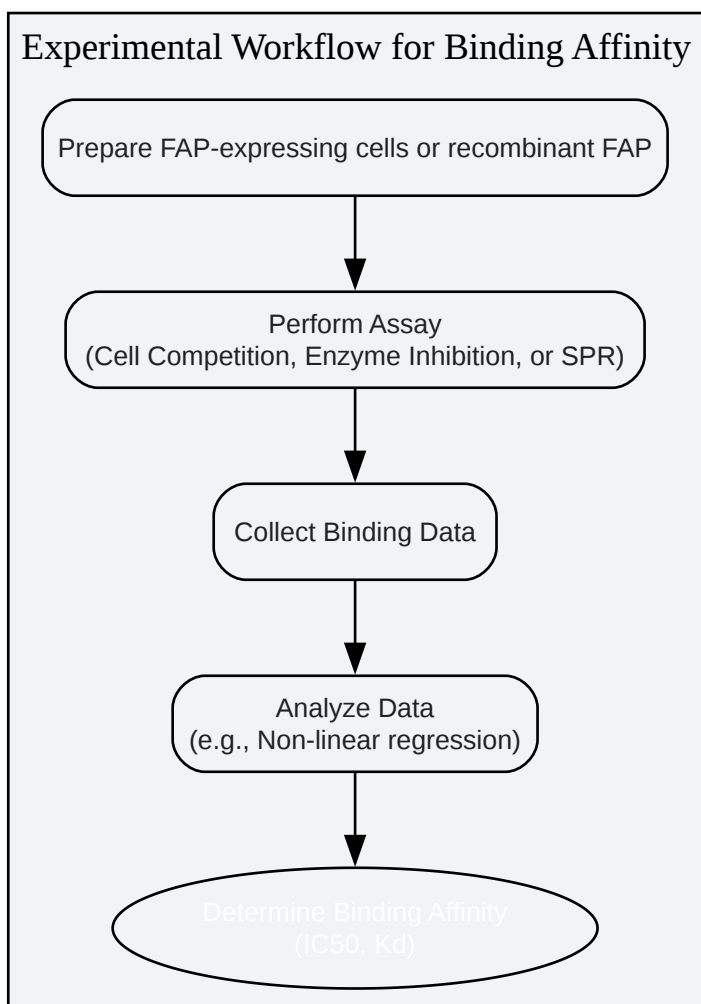 Experimental Workflow for Binding Affinity
Prepare FAP-expressing cells or recombinant FAP
Perform Assay
(Cell Competition, Enzyme Inhibition, or SPR)
Collect Binding Data
Analyze Data
(e.g., Non-linear regression)
Determine Binding Affinity
(IC50, Kd)